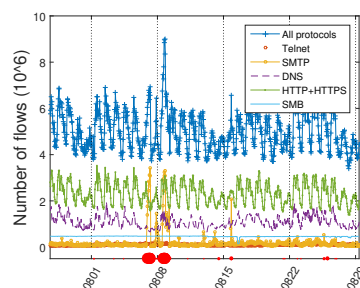 10
8
6
4
2
0
Number of flows (10^6)
All protocols
Telnet
SMTP
DNS
HTTP+HTTPS
SMB
0801
0808
0815
0822